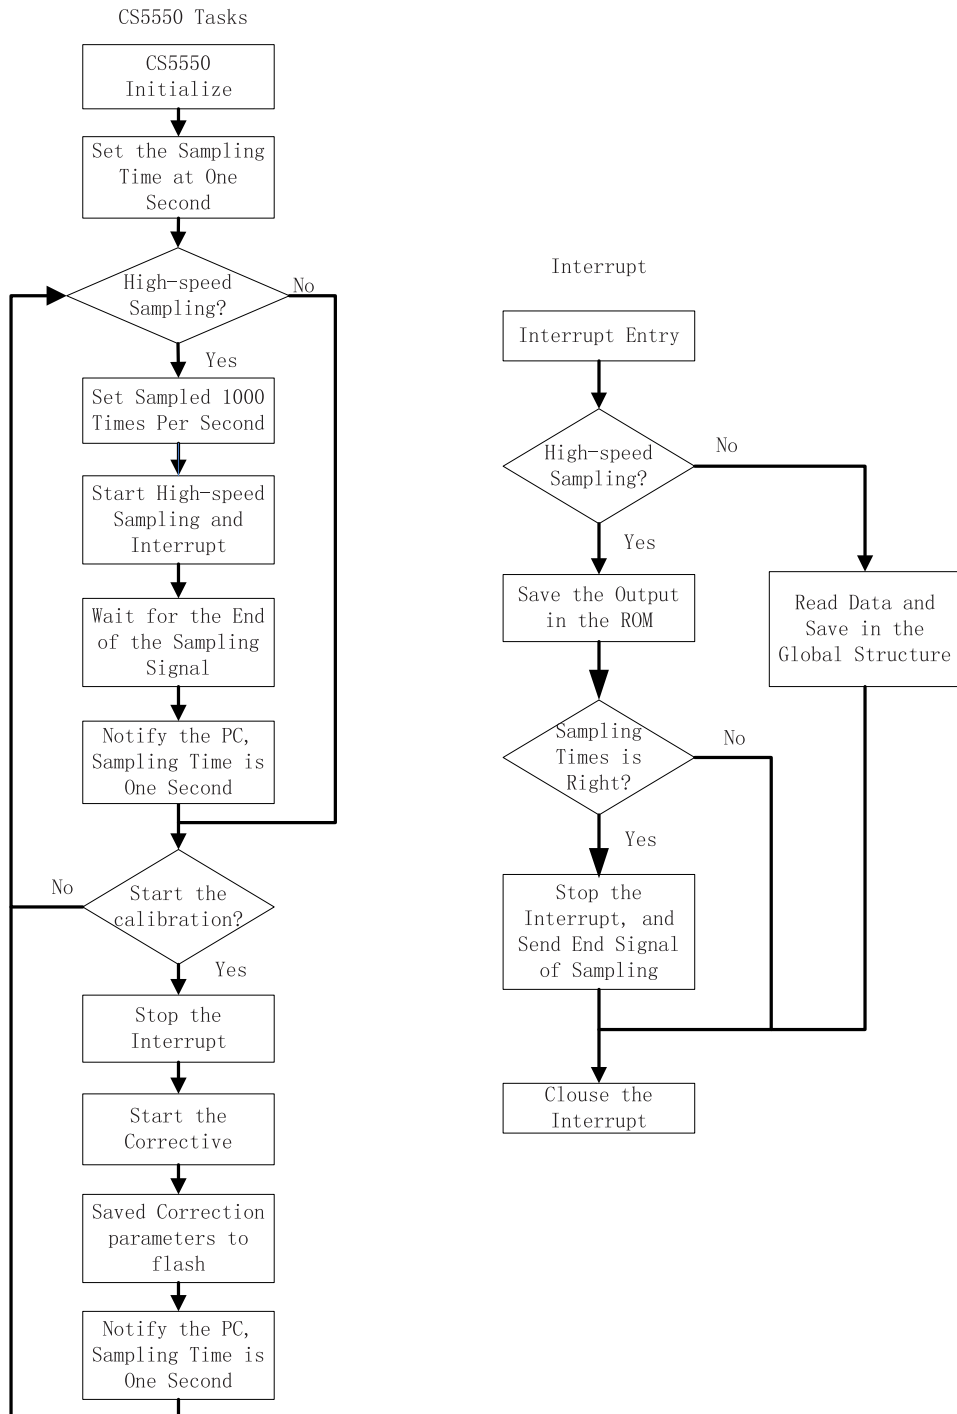 CS5550 Tasks
CS5550
Initialize
Set the Sampling
Time at One
Second
High-speed
Sampling?
No
Yes
Set Sampled 1000
Times Per Second
Start High-speed
Sampling and
Interrupt
Wait for the End
of the Sampling
Signal
Notify the PC,
Sampling Time is
One Second
No
Start the
calibration?
Yes
Stop the
Interrupt
Start the
Corrective
Saved Correction
parameters to
flash
Notify the PC,
Sampling Time is
One Second
Interrupt
Interrupt Entry
High-speed
Sampling?
No
Yes
Save the Output
in the ROM
Read Data and
Save in the
Global Structure
Sampling
Times is
Right?
No
Yes
Stop the
Interrupt, and
Send End Signal
of Sampling
Clouse the
Interrupt